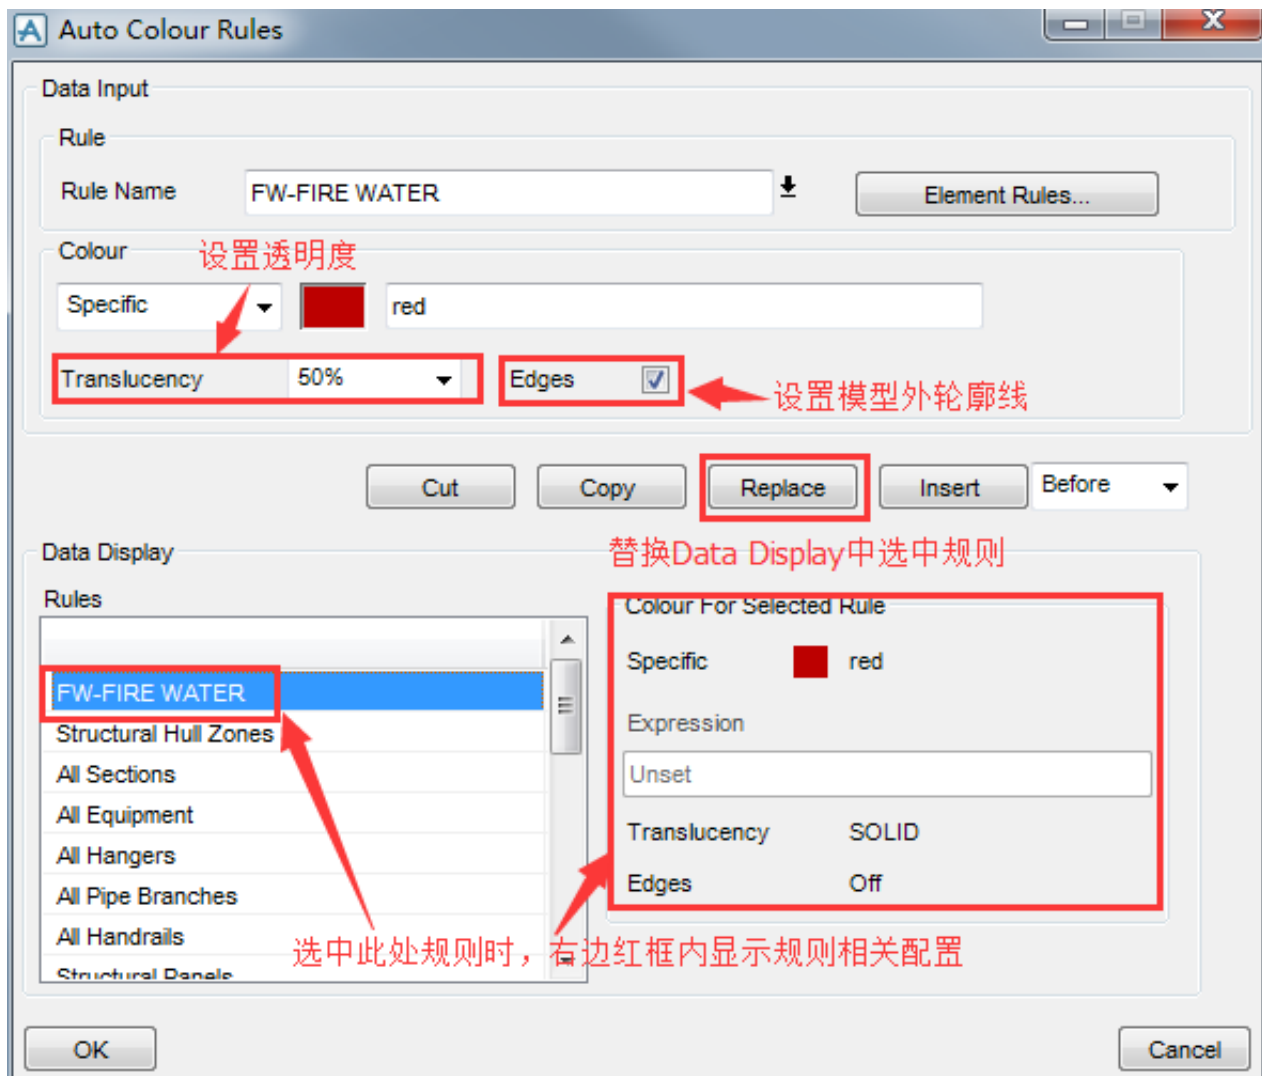 Auto Colour Rules
Data Input
Rule
Rule Name FW-FIRE WATER Element Rules...
Colour 设置透明度
Specific red
Translucency 50% Edges
设置模型外轮廓线
Cut Copy Replace Insert Before
Data Display 替换Data Display中选中规则
Rules Colour For Selected Rule
Specific red
FW-FIRE WATER
Expression
Structural Hull Zones
All Sections Unset
All Equipment
Translucency SOLID
All Hangers
Edges Off
All Pipe Branches
All Handrails
选中此处规则时，右边红框内显示规则相关配置
Structural Panels
OK Cancel